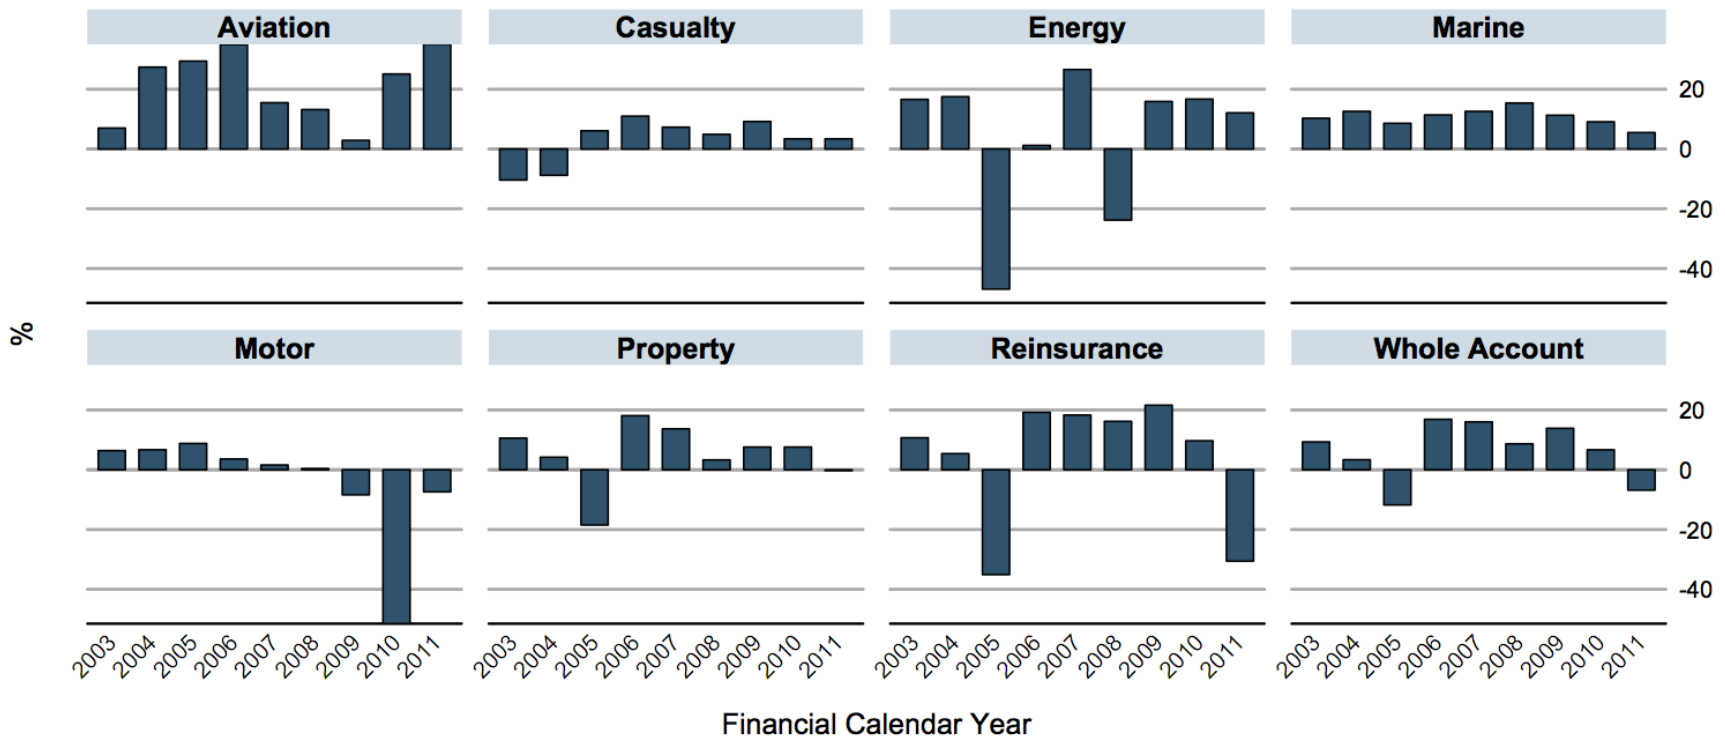 Aviation Casualty Energy Marine
20
0
-20
-40
%
Motor Property Reinsurance Whole Account
20
0
-20
-40
2003 2004 2005 2006 2007 2008 2009 2010 2011 2003 2004 2005 2006 2007 2008 2009 2010 2011 2003 2004 2005 2006 2007 2008 2009 2010 2011 2003 2004 2005 2006 2007 2008 2009 2010 2011
Financial Calendar Year